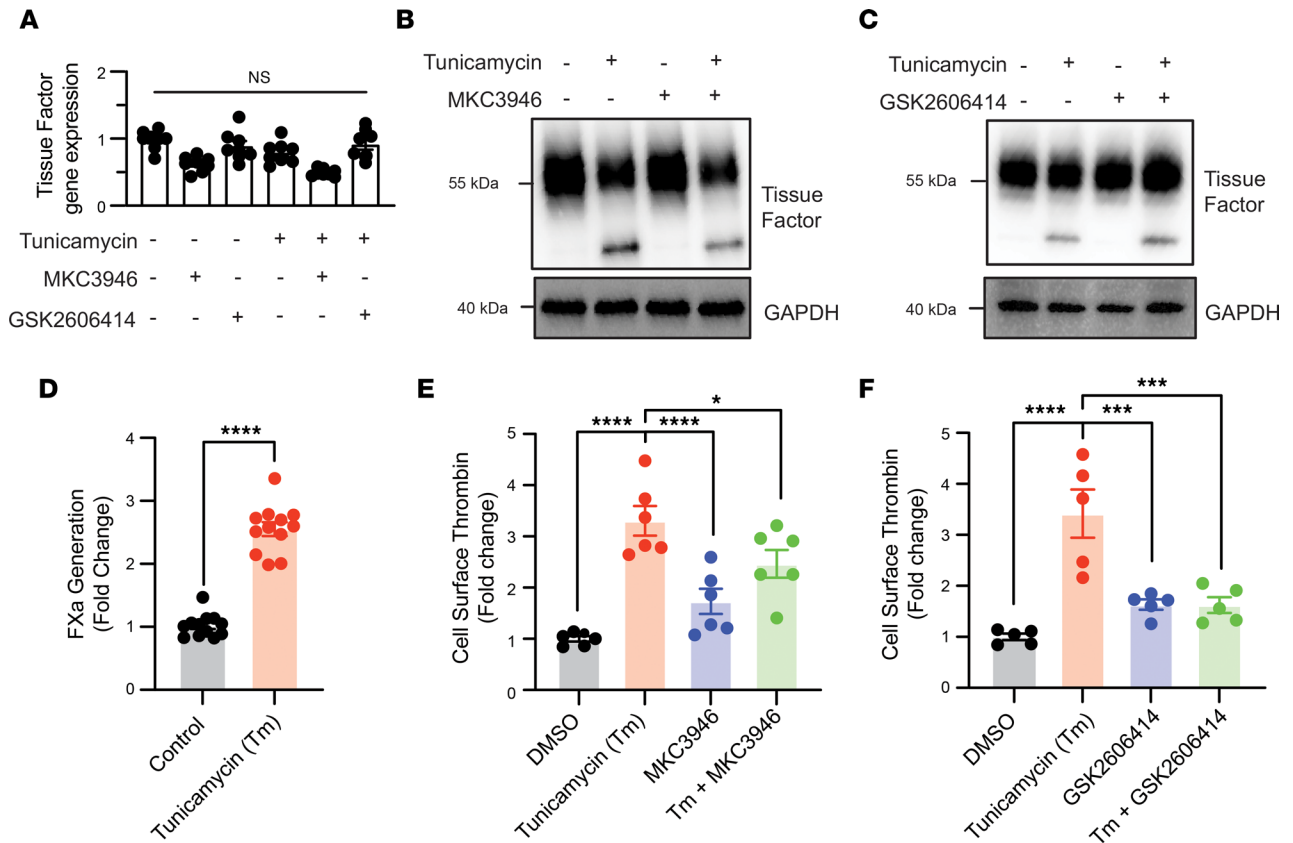 A
Tissue Factor
gene expression
2
1
0
NS
Tunicamycin - - - + + +
MKC3946 - + - - + -
GSK2606414 - - + - - +
B
Tunicamycin - + - +
MKC3946 - - + +
55 kDa
Tissue
Factor
40 kDa
GAPDH
C
Tunicamycin - + - +
GSK2606414 - - + +
55 kDa
Tissue
Factor
40 kDa
GAPDH
D
FXa Generation
(Fold Change)
4
3
2
1
0
****
Control
Tunicamycin (Tm)
E
Cell Surface Thrombin
(Fold change)
5
4
3
2
1
0
*
**** ****
DMSO
Tunicamycin (Tm)
MKC3946
Tm + MKC3946
F
Cell Surface Thrombin
(Fold change)
5
4
3
2
1
0
***
**** ***
DMSO
Tunicamycin (Tm)
GSK2606414
Tm + GSK2606414